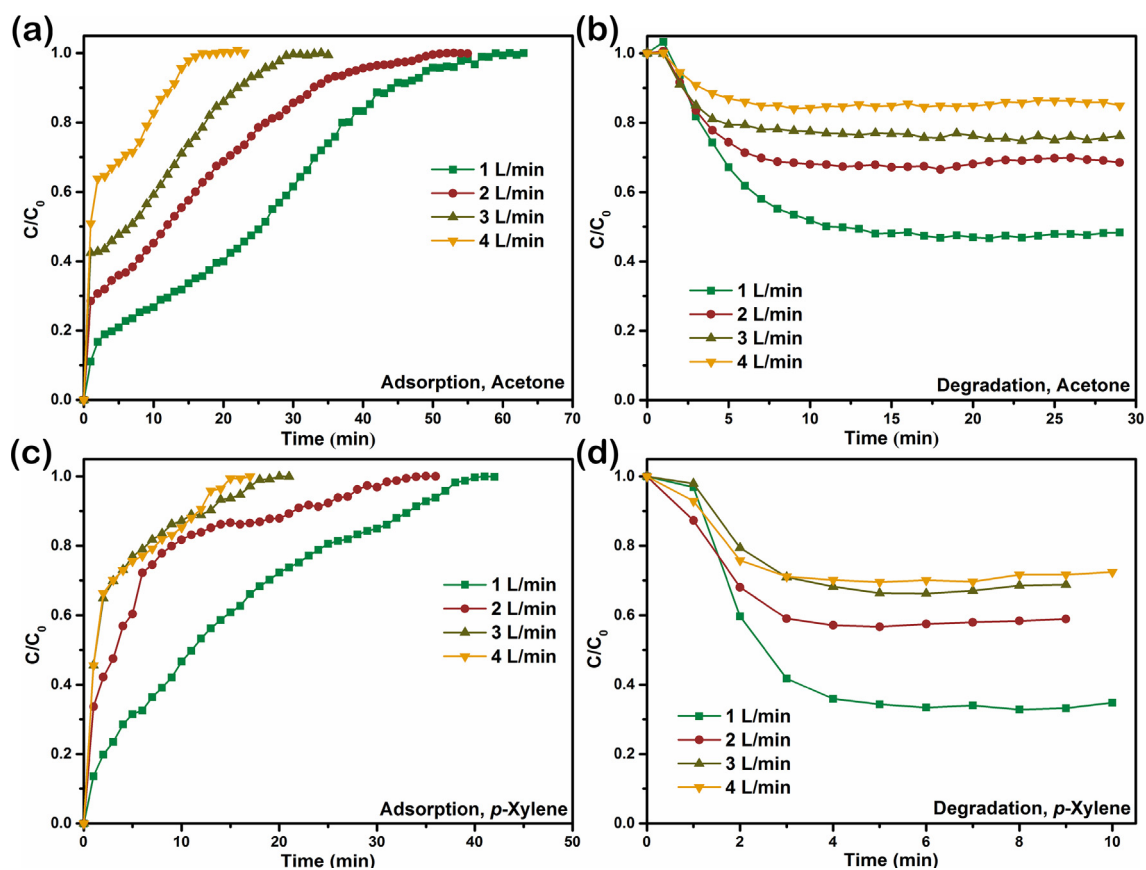 (a)
1.0
0.8
0.6
0.4
0.2
0.0
C/C0
1 L/min
2 L/min
3 L/min
4 L/min
Adsorption, Acetone
0 10 20 30 40 50 60 70
Time (min)
(b)
1.0
0.8
0.6
0.4
0.2
0.0
C/C0
1 L/min
2 L/min
3 L/min
4 L/min
Degradation, Acetone
0 5 10 15 20 25 30
Time (min)
(c)
1.0
0.8
0.6
0.4
0.2
0.0
C/C0
1 L/min
2 L/min
3 L/min
4 L/min
Adsorption, p-Xylene
0 10 20 30 40 50
Time (min)
(d)
1.0
0.8
0.6
0.4
0.2
0.0
C/C0
1 L/min
2 L/min
3 L/min
4 L/min
Degradation, p-Xylene
0 2 4 6 8 10
Time (min)